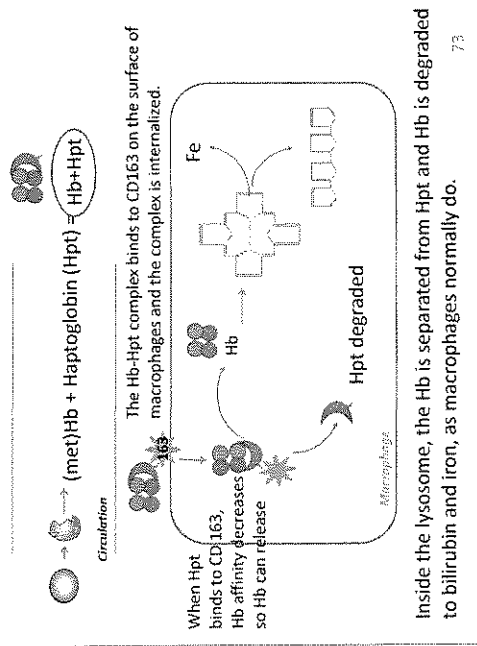 (met)Hb + Haptoglobin (Hpt) = Hb+Hpt
Circulation
The Hb-Hpt complex binds to CD163 on the surface of
macrophages and the complex is internalized.
163
When Hpt
binds to CD 163,
Hb affinity decreases
so Hb can release
Hb
Fe
Hpt degraded
Macrophage
Inside the lysosome, the Hb is separated from Hpt and Hb is degraded
to bilirubin and iron, as macrophages normally do.
73